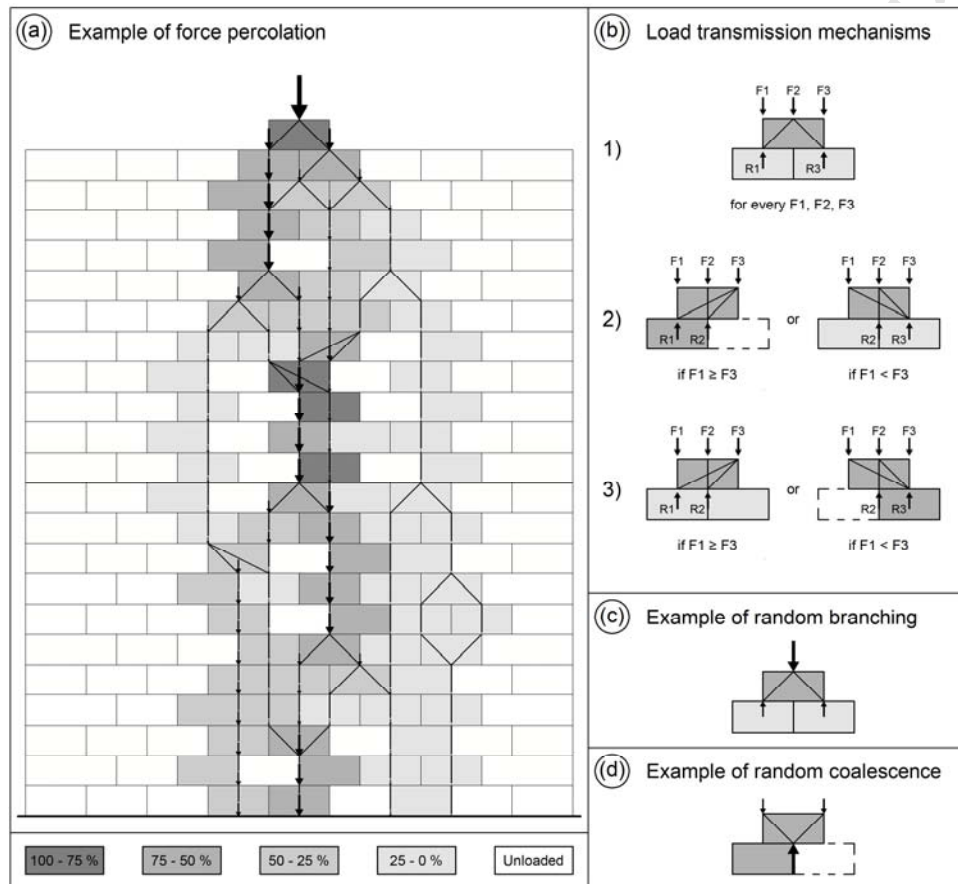 (a) Example of force percolation
100 - 75 %
75 - 50 %
50 - 25 %
25 - 0 %
Unloaded
(b) Load transmission mechanisms
F1 F2 F3
1)
R1 R3
for every F1, F2, F3
F1 F2 F3 F1 F2 F3
2) or
R1 R2 R2 R3
if F1 ≥ F3 if F1 < F3
F1 F2 F3 F1 F2 F3
3) or
R1 R2 R2 R3
if F1 ≥ F3 if F1 < F3
(c) Example of random branching
(d) Example of random coalescence